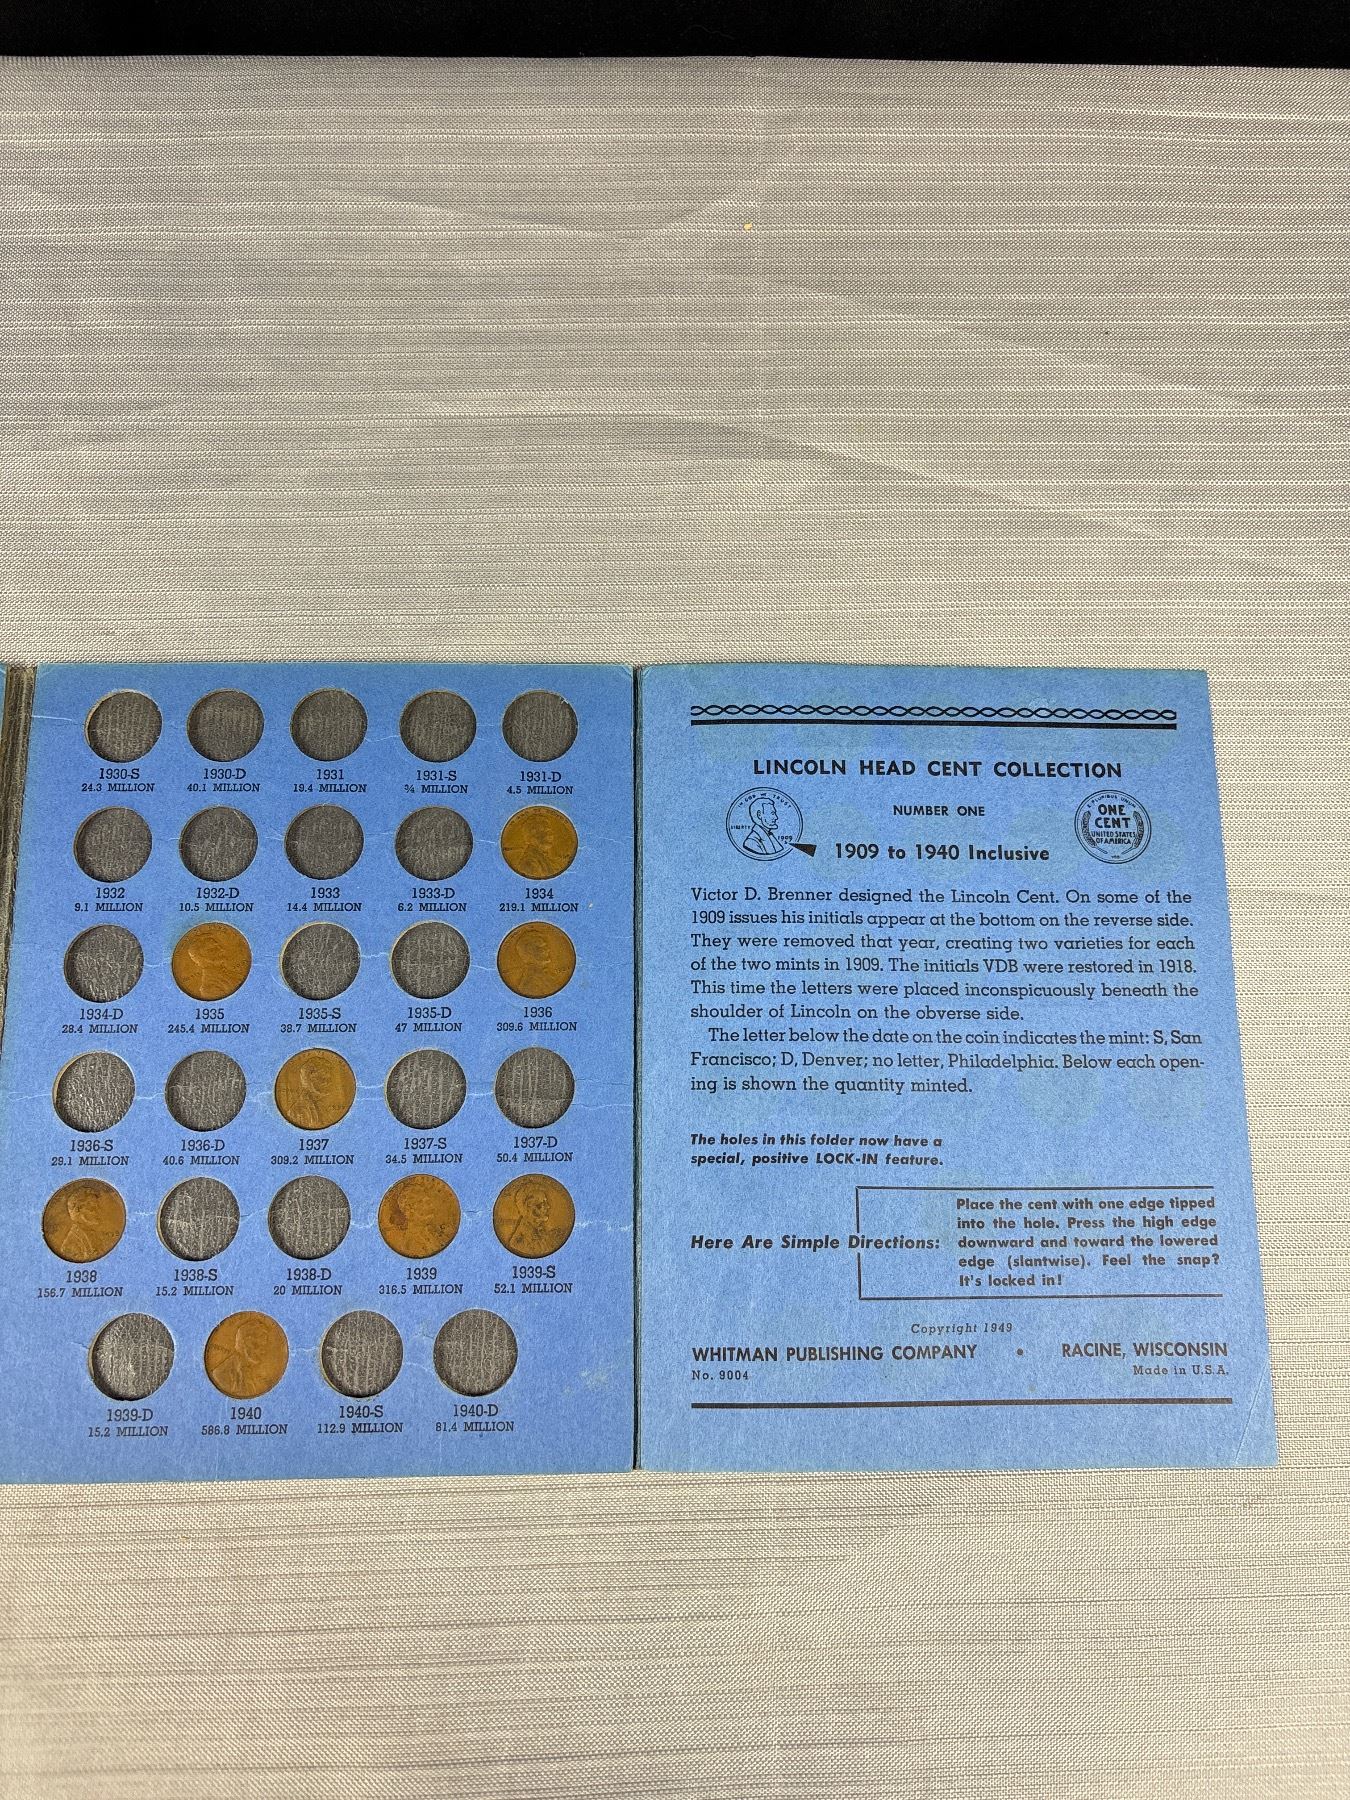 1930-S 1930-D 1931 1931-S 1931-D
24.3 MILLION 40.1 MILLION 19.4 MILLION ¾ MILLION 4.5 MILLION
1932 1932-D 1933 1933-D 1934
9.1 MILLION 10.5 MILLION 14.4 MILLION 6.2 MILLION 219.1 MILLION
1934-D 1935 1935-S 1935-D 1936
28.4 MILLION 245.4 MILLION 38.7 MILLION 47 MILLION 309.6 MILLION
1936-S 1936-D 1937 1937-S 1937-D
29.1 MILLION 40.6 MILLION 309.2 MILLION 34.5 MILLION 50.4 MILLION
1938 1938-S 1938-D 1939 1939-S
156.7 MILLION 15.2 MILLION 20 MILLION 316.5 MILLION 52.1 MILLION
1939-D 1940 1940-S 1940-D
15.2 MILLION 586.8 MILLION 112.9 MILLION 81.4 MILLION
LINCOLN HEAD CENT COLLECTION
IN GOD WE TRUST
LIBERTY
1909
NUMBER ONE
1909 to 1940 Inclusive
E PLURIBUS UNUM
ONE
CENT
UNITED STATES
OF AMERICA
VDB
Victor D. Brenner designed the Lincoln Cent. On some of the
1909 issues his initials appear at the bottom on the reverse side.
They were removed that year, creating two varieties for each
of the two mints in 1909. The initials VDB were restored in 1918.
This time the letters were placed inconspicuously beneath the
shoulder of Lincoln on the obverse side.
The letter below the date on the coin indicates the mint: S, San
Francisco; D, Denver; no letter, Philadelphia. Below each open-
ing is shown the quantity minted.
The holes in this folder now have a
special, positive LOCK-IN feature.
Here Are Simple Directions:
Place the cent with one edge tipped
into the hole. Press the high edge
downward and toward the lowered
edge (slantwise). Feel the snap?
It's locked in!
Copyright 1949
WHITMAN PUBLISHING COMPANY • RACINE, WISCONSIN
No. 9004 Made in U.S.A.